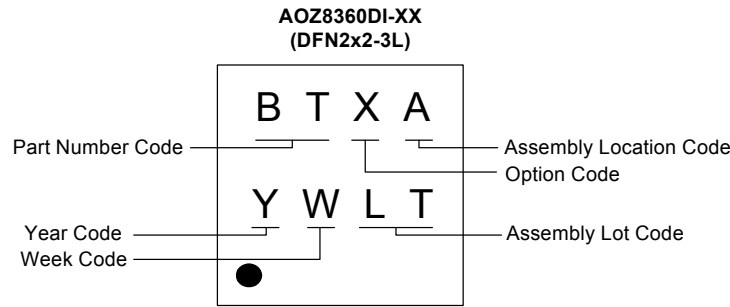 AOZ8360DI-XX
(DFN2x2-3L)
B T X A
Part Number Code
Assembly Location Code
Option Code
Y W L T
Year Code
Assembly Lot Code
Week Code